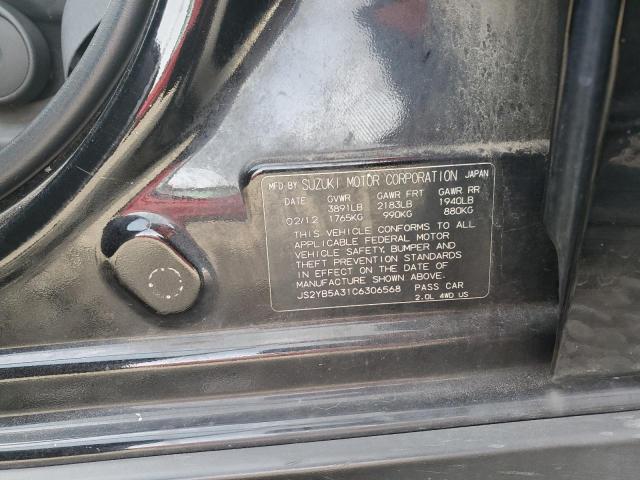 MFD BY SUZUKI MOTOR CORPORATION JAPAN
DATE GVWR GAWR FRT GAWR RR
3891LB 2183LB 1940LB
02/12 1765KG 990KG 880KG
THIS VEHICLE CONFORMS TO ALL
APPLICABLE FEDERAL MOTOR
VEHICLE SAFETY, BUMPER AND
THEFT PREVENTION STANDARDS
IN EFFECT ON THE DATE OF
MANUFACTURE SHOWN ABOVE.
JS2YB5A31C6306568 PASS CAR
2.0L 4WD US